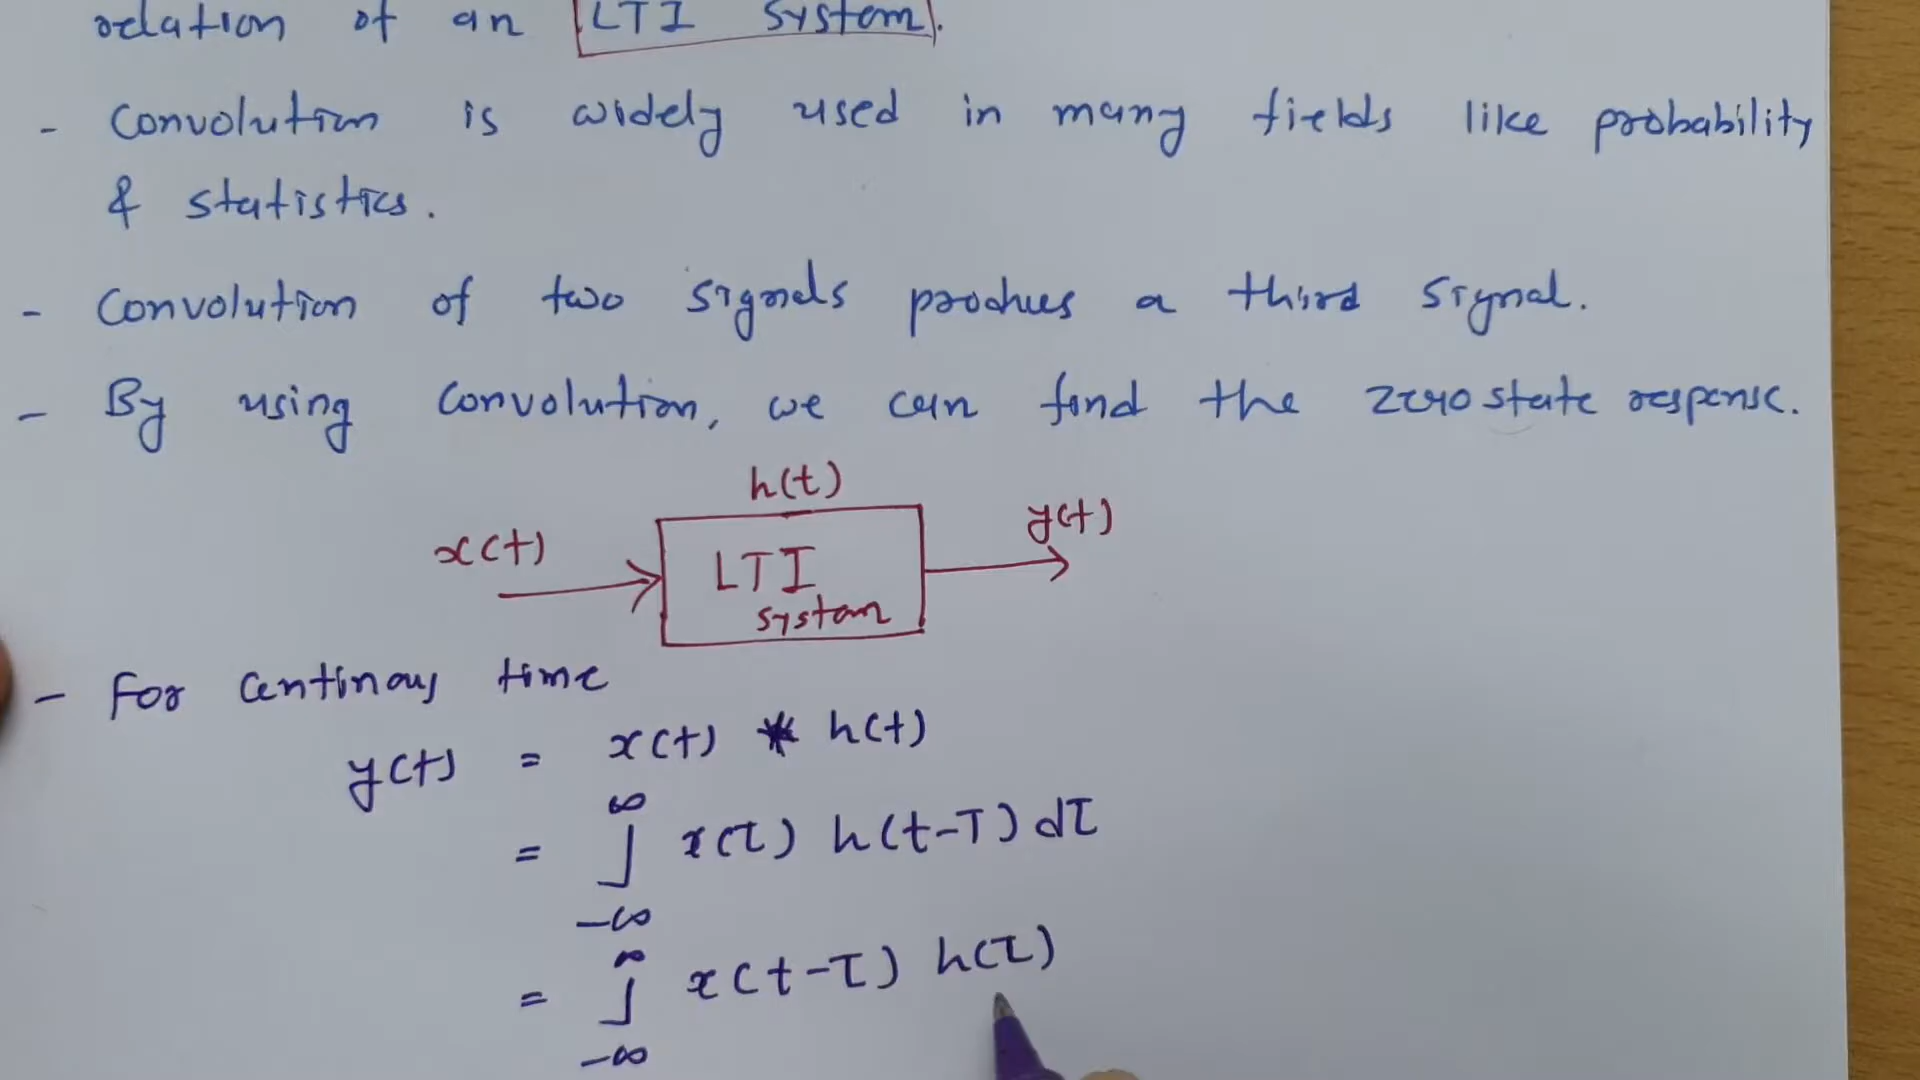 relation of an LTI system.
- Convolution is widely used in many fields like probability
& statistics.
- Convolution of two signals produces a third signal.
- By using convolution, we can find the zero state response.
h(t)
x(t)
LTI
system
y(t)
- For continous time
y(t) = x(t) * h(t)
= ∫_{-∞}^{∞} x(τ) h(t-τ) dτ
= ∫_{-∞}^{∞} x(t-τ) h(τ)